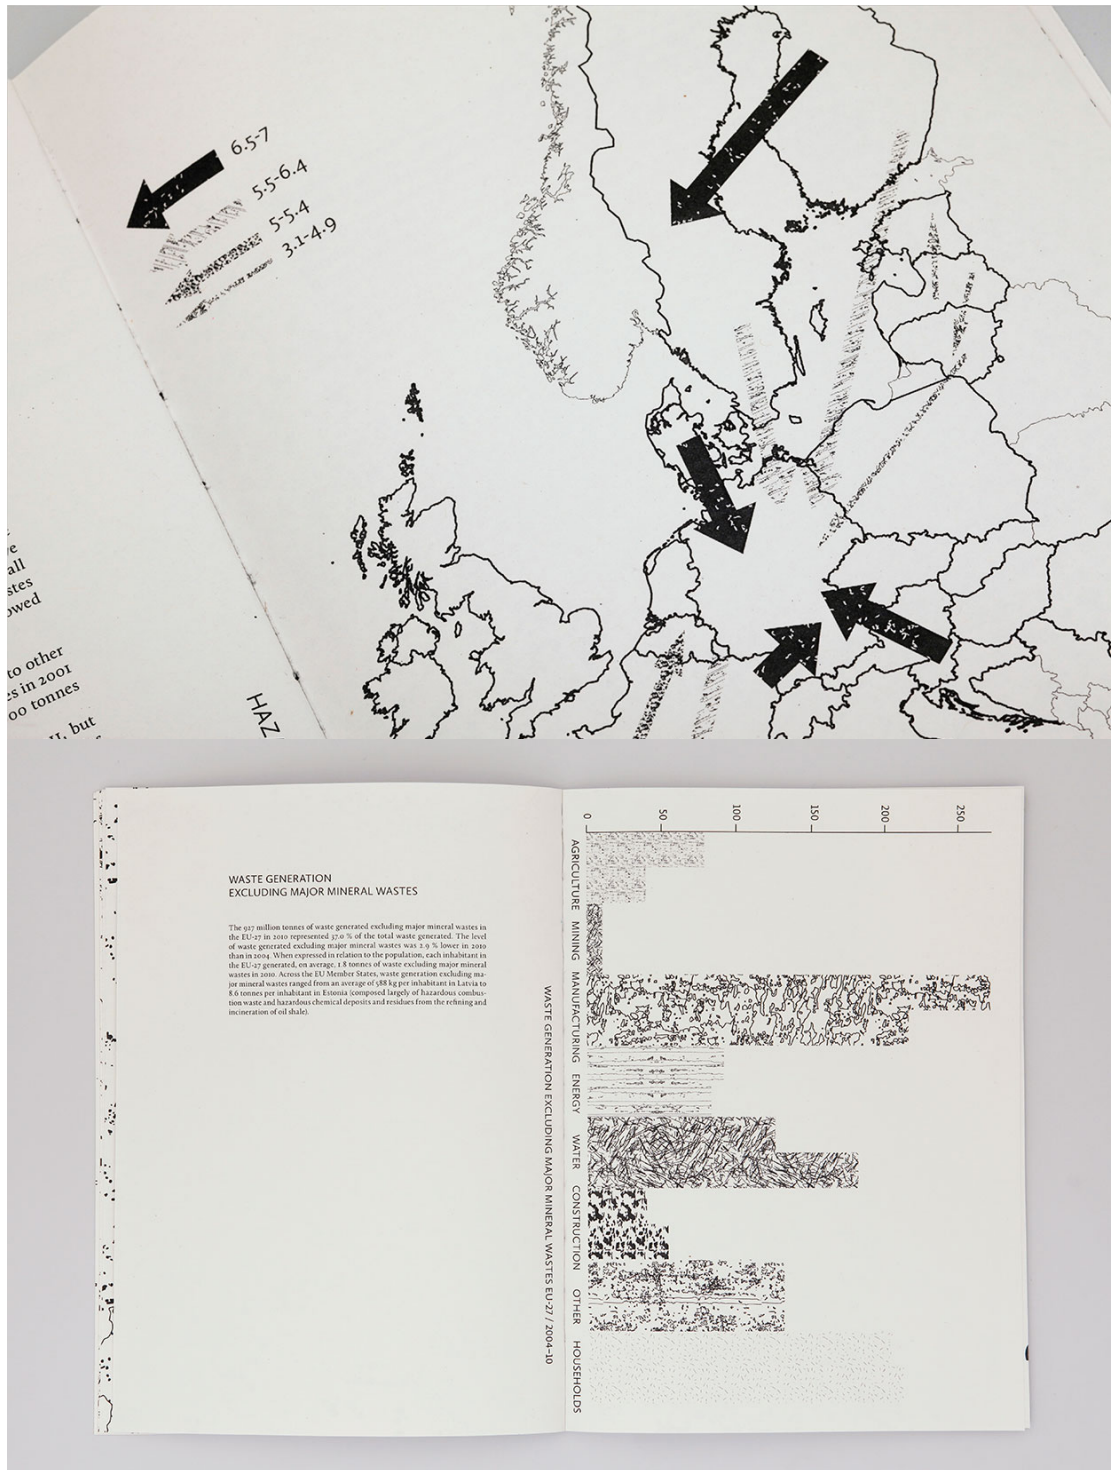 6.5-7
5.5-6.4
5-5.4
3.1-4.9
all
stes
owed
to other
es in 2001
00 tonnes
but
HAZ
WASTE GENERATION
EXCLUDING MAJOR MINERAL WASTES
The 927 million tonnes of waste generated excluding major mineral wastes in
the EU-27 in 2010 represented 37.0 % of the total waste generated. The level
of waste generated excluding major mineral wastes was 2.9 % lower in 2010
than in 2004. When expressed in relation to the population, each inhabitant in
the EU-27 generated, on average, 1.8 tonnes of waste excluding major mineral
wastes in 2010. Across the EU Member States, waste generation excluding ma-
jor mineral wastes ranged from an average of 588 kg per inhabitant in Latvia to
8.6 tonnes per inhabitant in Estonia (composed largely of hazardous combus-
tion waste and hazardous chemical deposits and residues from the refining and
incineration of oil shale).
WASTE GENERATION EXCLUDING MAJOR MINERAL WASTES EU-27 / 2004–10
0
50
100
150
200
250
AGRICULTURE
MINING
MANUFACTURING
ENERGY
WATER
CONSTRUCTION
OTHER
HOUSEHOLDS